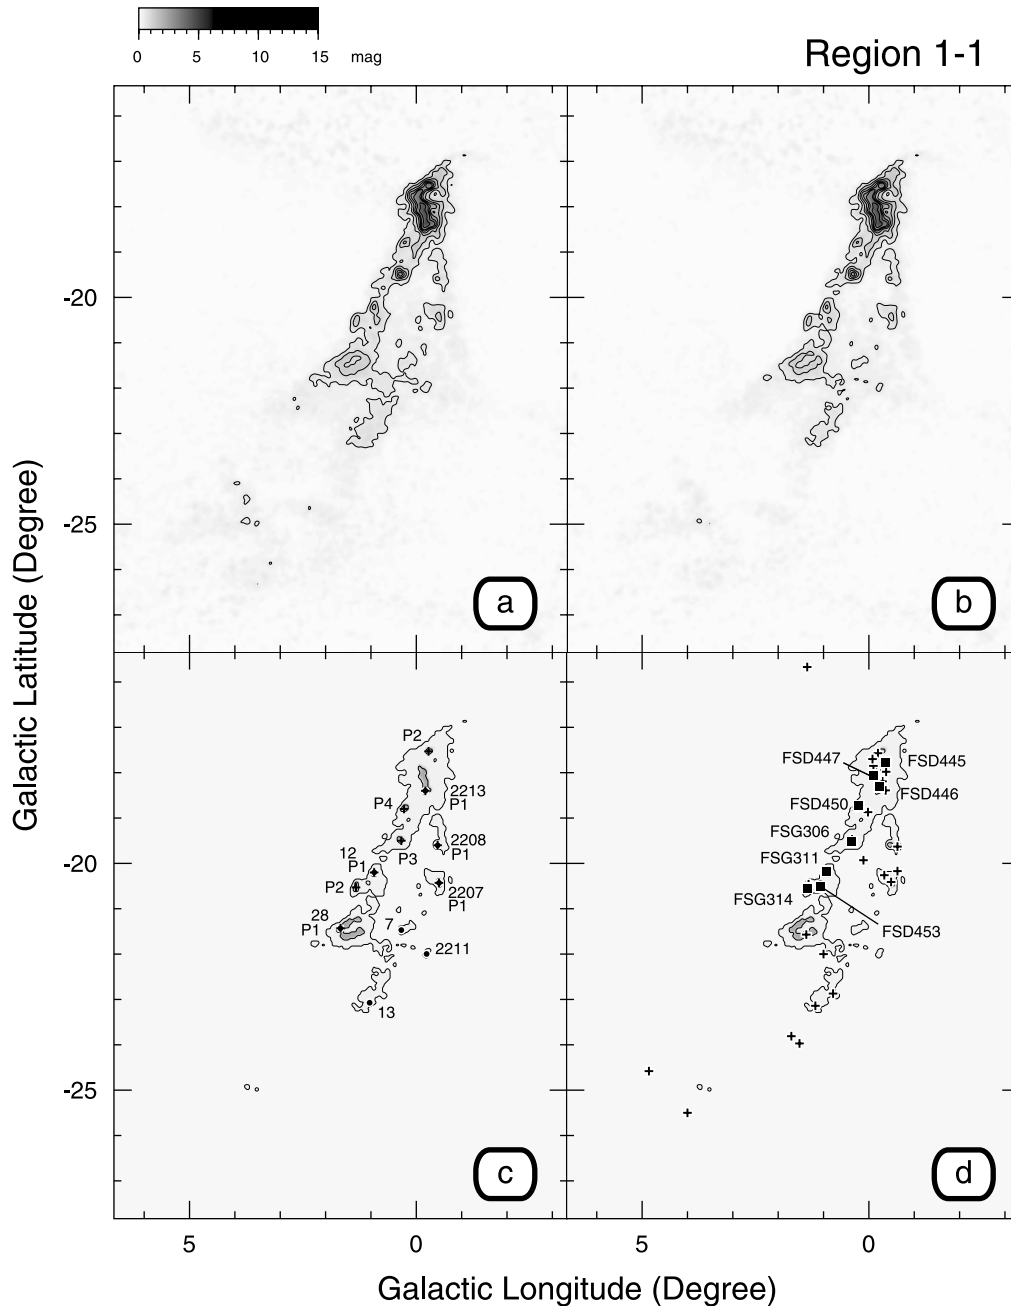 0 5 10 15 mag
Region 1-1
-20
-25
a
b
Galactic Latitude (Degree)
P2
2213
P1
P4
2208
P1
P3
12
P1
P2
2207
P1
28
P1
7
2211
13
-20
-25
c
FSD447
FSD445
FSD446
FSD450
FSG306
FSG311
FSG314
FSD453
d
5 0 5 0
Galactic Longitude (Degree)